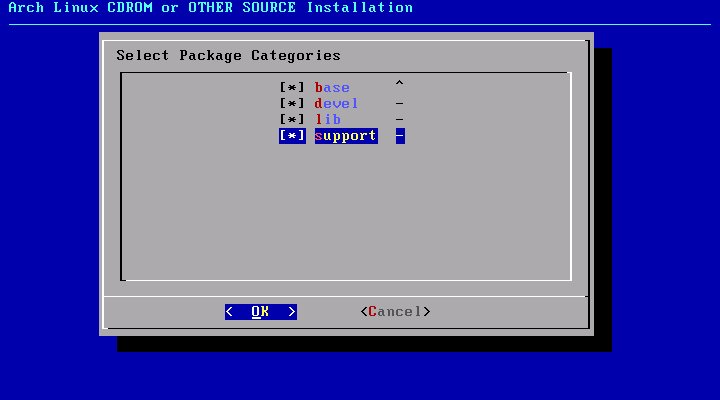 Arch Linux CDROM or OTHER SOURCE Installation
Select Package Categories
[*] base ^
[*] devel -
[*] lib -
[*] support -
< OK > <Cancel>